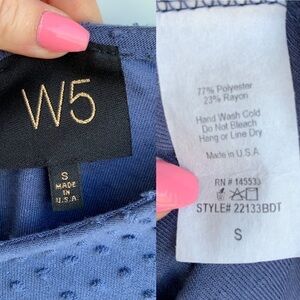 W5
S
MADE
IN
U.S.A.
77% Polyester
23% Rayon
Hand Wash Cold
Do Not Bleach
Hang or Line Dry
Made in U.S.A
RN # 145533
STYLE# 22133BDT
S